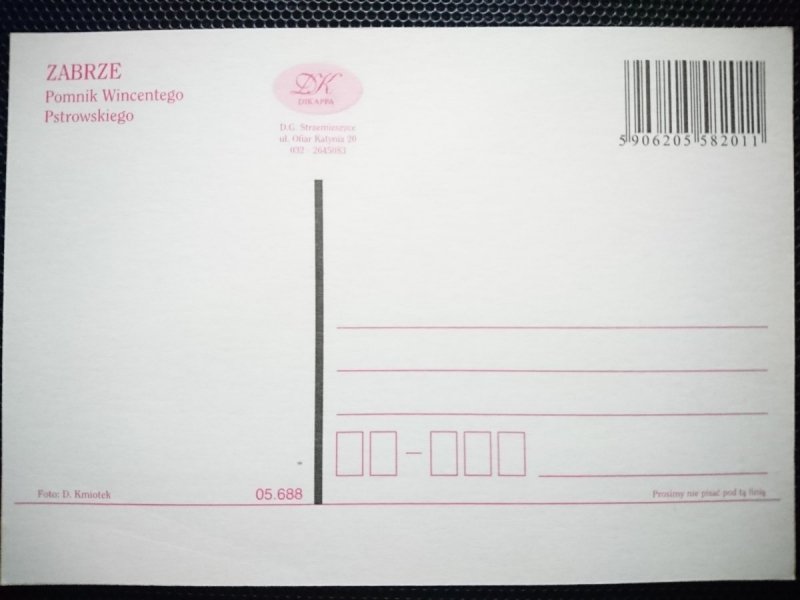 ZABRZE
Pomnik Wincentego
Pstrowskiego
DK
DIKAPPA
D.G. Strzemieszyce
ul. Ofiar Katynia 20
032 - 2645083
5 906205 582011
Foto: D. Kmiotek
05.688
Prosimy nie pisać pod tą linią